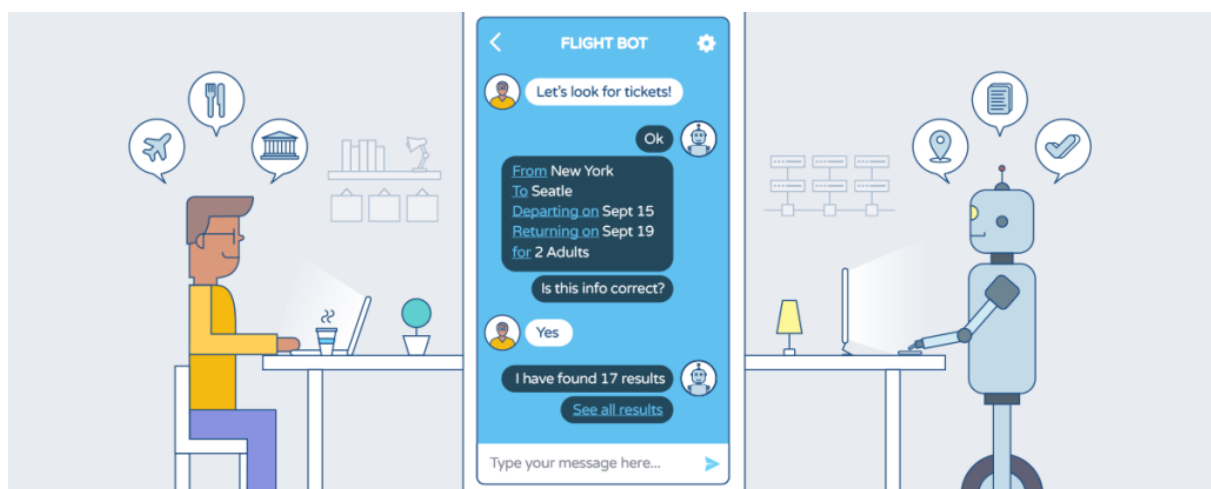 FLIGHT BOT
Let's look for tickets!
Ok
From New York
To Seatle
Departing on Sept 15
Returning on Sept 19
for 2 Adults
Is this info correct?
Yes
I have found 17 results
See all results
Type your message here...